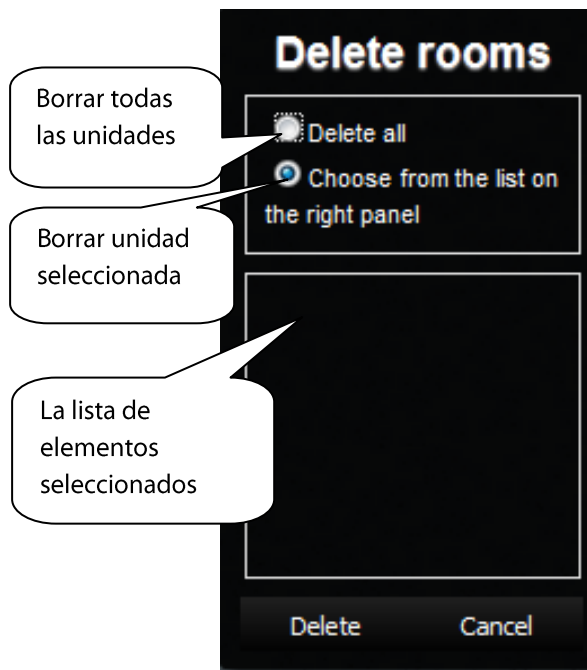 Delete rooms
Borrar todas
las unidades
Delete all
Choose from the list on
the right panel
Borrar unidad
seleccionada
La lista de
elementos
seleccionados
Delete
Cancel